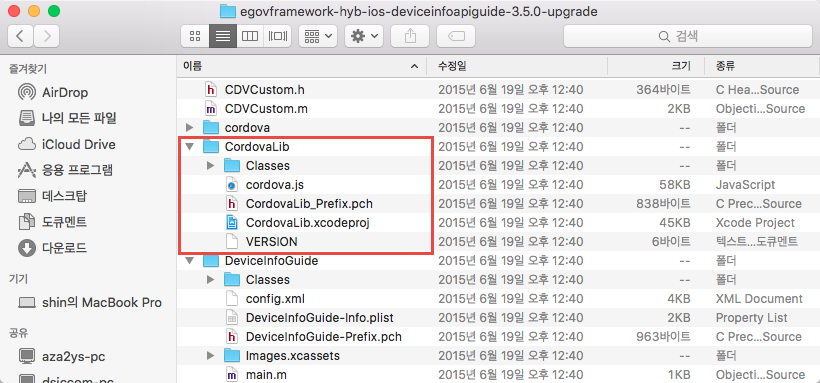 egovframework-hyb-ios-deviceinfoapiguide-3.5.0-upgrade
검색
즐겨찾기
AirDrop
나의 모든 파일
iCloud Drive
응용 프로그램
데스크탑
도큐멘트
다운로드
기기
shin의 MacBook Pro
공유
aza2ys-pc
dsiccom-pc
이름 수정일 크기 종류
CDVCustom.h 2015년 6월 19일 오후 12:40 364바이트 C Hea...Source
CDVCustom.m 2015년 6월 19일 오후 12:40 2KB Objecti...Source
cordova 2015년 6월 19일 오후 12:40 -- 폴더
CordovaLib 2015년 6월 19일 오후 12:40 -- 폴더
Classes 2015년 6월 19일 오후 12:40 -- 폴더
cordova.js 2015년 6월 19일 오후 12:40 58KB JavaScript
CordovaLib_Prefix.pch 2015년 6월 19일 오후 12:40 838바이트 C Prec...Source
CordovaLib.xcodeproj 2015년 6월 19일 오후 12:40 45KB Xcode Project
VERSION 2015년 6월 19일 오후 12:40 6바이트 텍스트...도큐멘트
DeviceInfoGuide 2015년 6월 19일 오후 12:40 -- 폴더
Classes 2015년 6월 19일 오후 12:40 -- 폴더
config.xml 2015년 6월 19일 오후 12:40 4KB XML Document
DeviceInfoGuide-Info.plist 2015년 6월 19일 오후 12:40 2KB Property List
DeviceInfoGuide-Prefix.pch 2015년 6월 19일 오후 12:40 963바이트 C Prec...Source
Images.xcassets 2015년 6월 19일 오후 12:40 -- 폴더
main.m 2015년 6월 19일 오후 12:40 1KB Objecti...Source